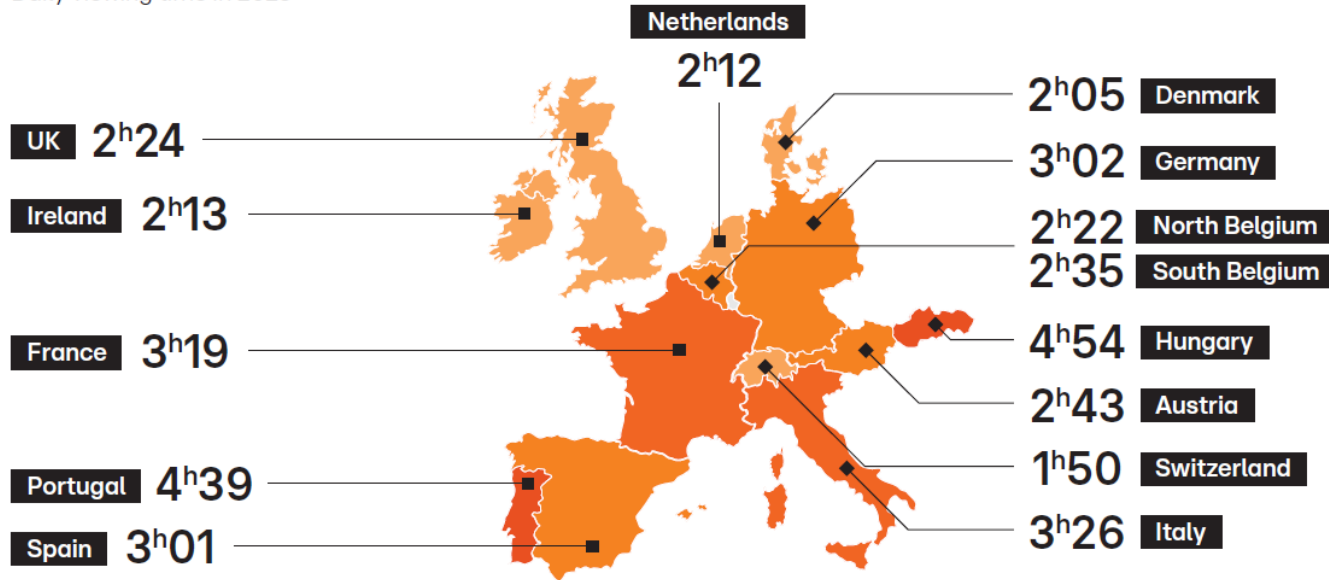 Netherlands
2h12
UK 2h24
Ireland 2h13
France 3h19
Portugal 4h39
Spain 3h01
2h05 Denmark
3h02 Germany
2h22 North Belgium
2h35 South Belgium
4h54 Hungary
2h43 Austria
1h50 Switzerland
3h26 Italy